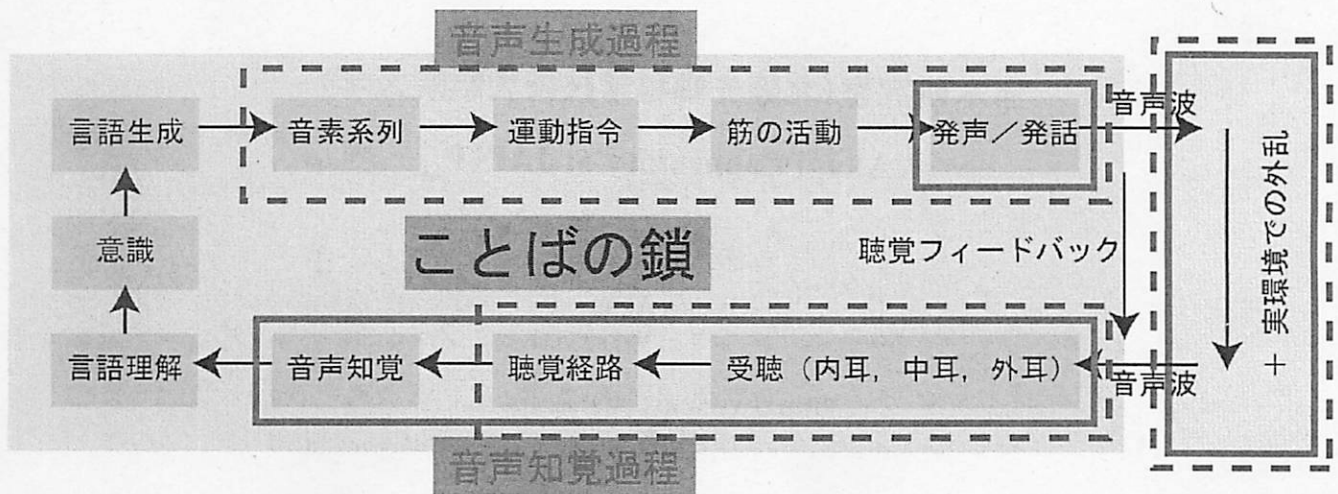 音声生成過程
言語生成
音素系列
運動指令
筋の活動
発声／発話
音声波
＋ 実環境での外乱
意識
ことばの鎖
聴覚フィードバック
言語理解
音声知覚
聴覚経路
受聴（内耳，中耳，外耳）
音声波
音声知覚過程